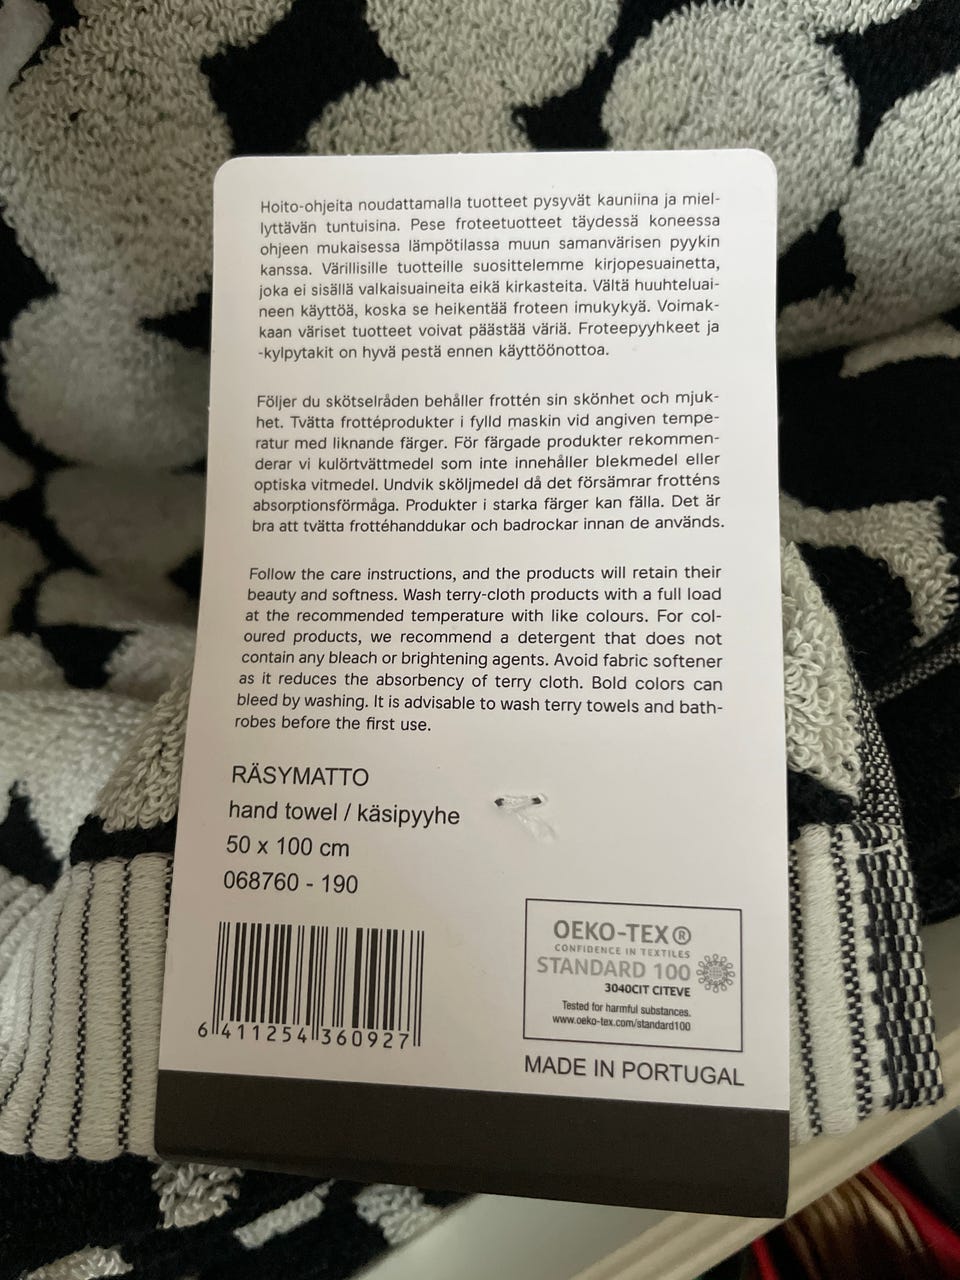 Hoito-ohjeita noudattamalla tuotteet pysyvät kauniina ja miel-
lyttävän tuntuisina. Pese froteetuotteet täydessä koneessa
ohjeen mukaisessa lämpötilassa muun samanvärisen pyykin
kanssa. Värillisille tuotteille suosittelemme kirjopesuainetta,
joka ei sisällä valkaisuaineita eikä kirkasteita. Vältä huuhteluai-
neen käyttöä, koska se heikentää froteen imukykyä. Voimak-
kaan väriset tuotteet voivat päästää väriä. Froteepyyhkeet ja
-kylpytakit on hyvä pestä ennen käyttöönottoa.
Följer du skötselråden behåller frottén sin skönhet och mjuk-
het. Tvätta frottéprodukter i fylld maskin vid angiven tempe-
ratur med liknande färger. För färgade produkter rekommen-
derar vi kulörtvättmedel som inte innehåller blekmedel eller
optiska vitmedel. Undvik sköljmedel då det försämrar frotténs
absorptionsförmåga. Produkter i starka färger kan fälla. Det är
bra att tvätta frottéhanddukar och badrockar innan de används.
Follow the care instructions, and the products will retain their
beauty and softness. Wash terry-cloth products with a full load
at the recommended temperature with like colours. For col-
oured products, we recommend a detergent that does not
contain any bleach or brightening agents. Avoid fabric softener
as it reduces the absorbency of terry cloth. Bold colors can
bleed by washing. It is advisable to wash terry towels and bath-
robes before the first use.
RÄSYMATTO
hand towel / käsipyyhe
50 x 100 cm
068760 - 190
6 411254 360927
OEKO-TEX®
CONFIDENCE IN TEXTILES
STANDARD 100
3040CIT CITEVE
Tested for harmful substances.
www.oeko-tex.com/standard100
MADE IN PORTUGAL